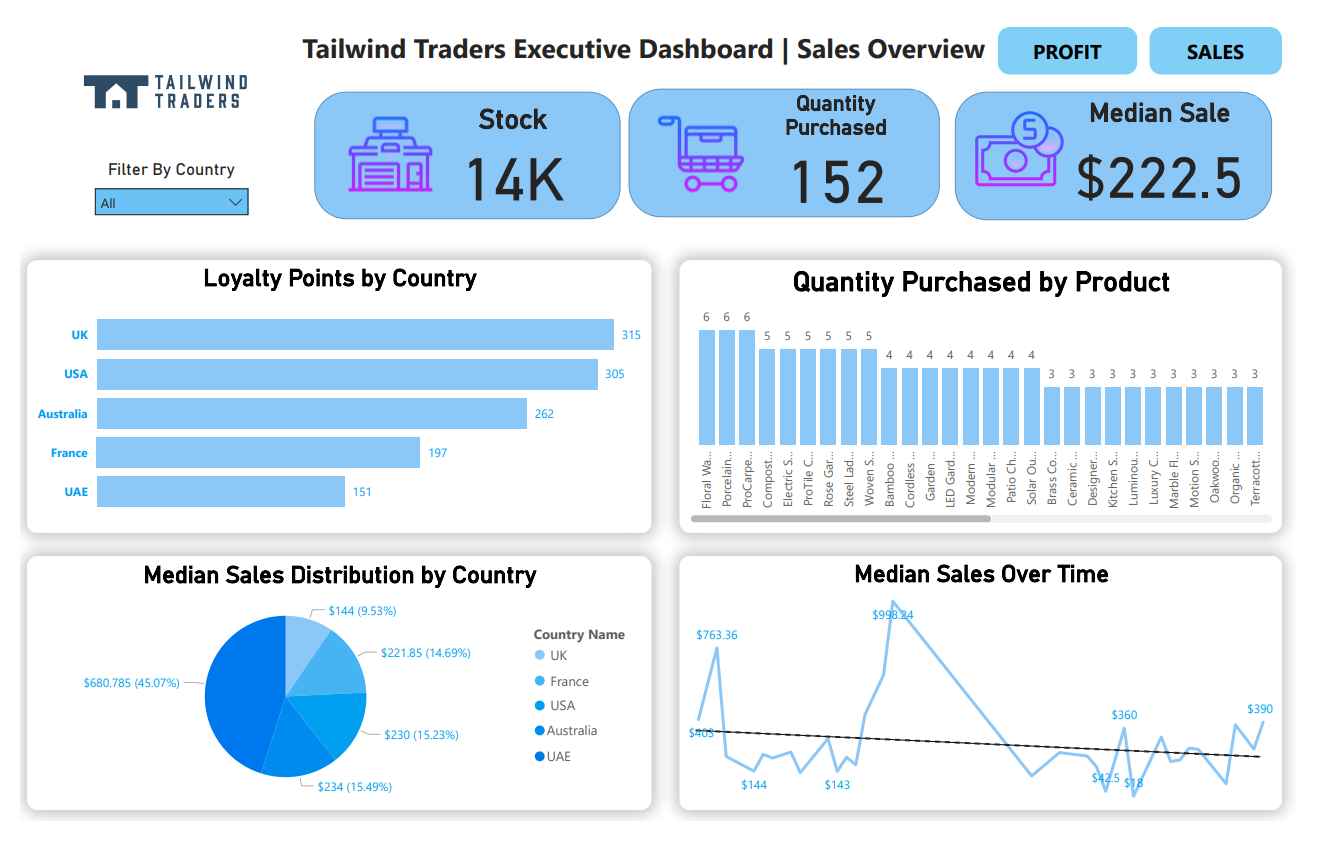 Tailwind Traders Executive Dashboard | Sales Overview
PROFIT
SALES
TAILWIND
TRADERS
Filter By Country
All
Stock
14K
Quantity
Purchased
152
Median Sale
$222.5
Loyalty Points by Country
UK
315
USA
305
Australia
262
France
197
UAE
151
Quantity Purchased by Product
6
6
6
5
5
5
5
5
5
4
4
4
4
4
4
4
4
3
3
3
3
3
3
3
3
3
3
3
Floral Wa...
Porcelain...
ProCarpe...
Compost...
Electric S...
ProTile C...
Rose Gar...
Steel Lad...
Woven S...
Bamboo ...
Cordless ...
Garden ...
LED Gard...
Modern ...
Modular ...
Patio Ch...
Solar Ou...
Brass Co...
Ceramic ...
Designer...
Kitchen S...
Luminou...
Luxury C...
Marble Fl...
Motion S...
Oakwoo...
Organic ...
Terracott...
Median Sales Distribution by Country
$144 (9.53%)
$221.85 (14.69%)
$230 (15.23%)
$234 (15.49%)
$680.785 (45.07%)
Country Name
UK
France
USA
Australia
UAE
Median Sales Over Time
$403
$763.36
$144
$143
$998.24
$42.5
$360
$18
$390